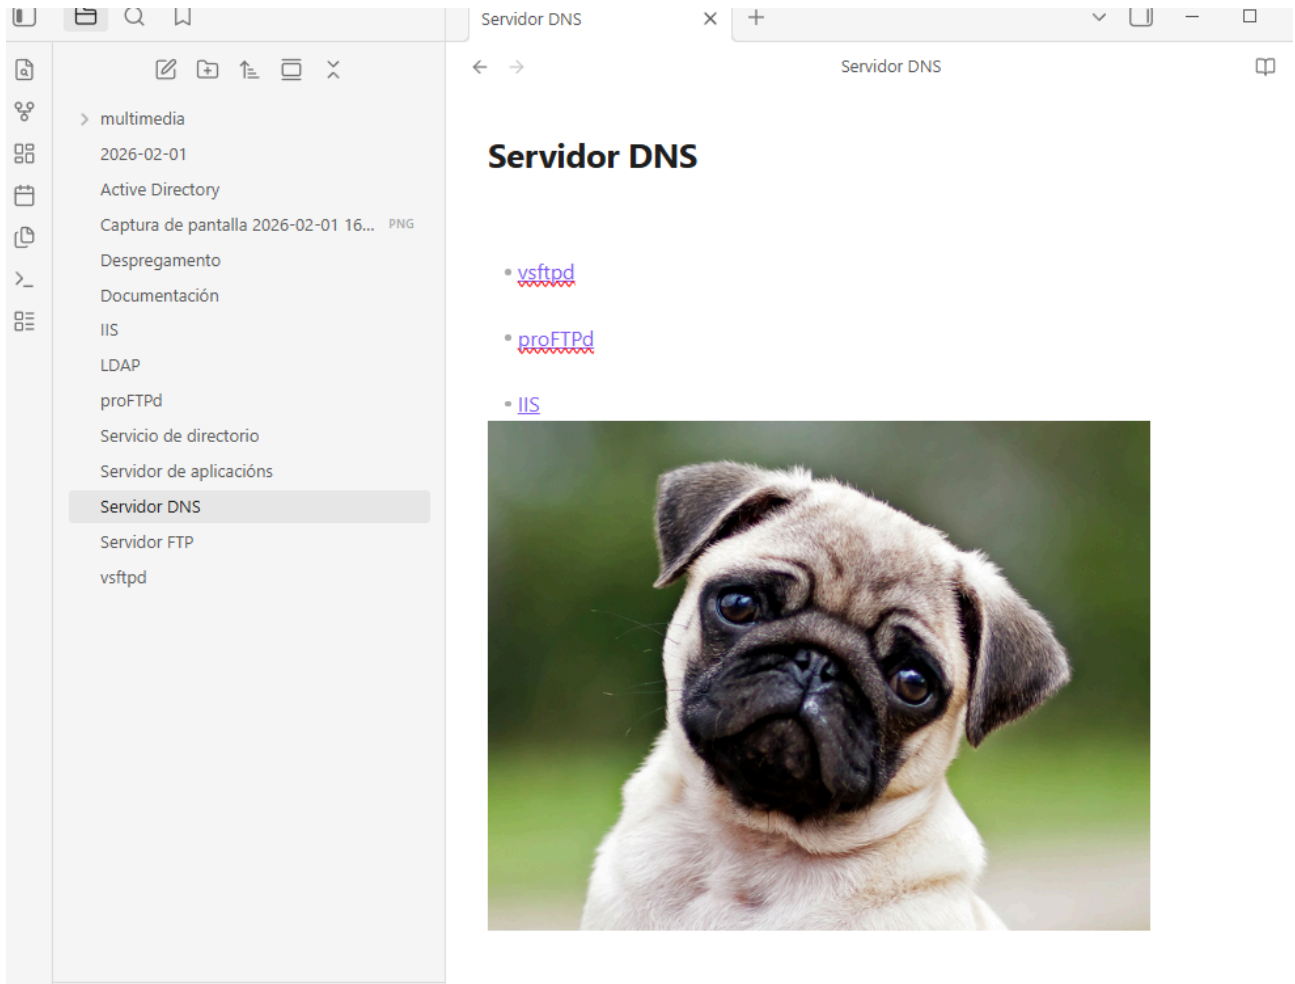 Servidor DNS
Servidor DNS
multimedia
2026-02-01
Active Directory
Captura de pantalla 2026-02-01 16... PNG
Despregamento
Documentación
IIS
LDAP
proFTPd
Servicio de directorio
Servidor de aplicacións
Servidor DNS
Servidor FTP
vsftpd
Servidor DNS
vsftpd
proFTPd
IIS